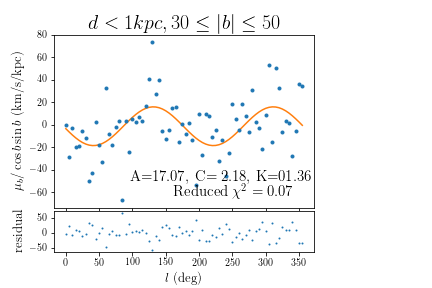 d < 1kpc, 30 ≤ |b| ≤ 50
μ_b/ cos b sin b (km/s/kpc)
80
60
40
20
0
−20
−40
−60
A=17.07, C= 2.18, K=01.36
Reduced χ² = 0.07
residual
50
0
−50
0 50 100 150 200 250 300 350
l (deg)